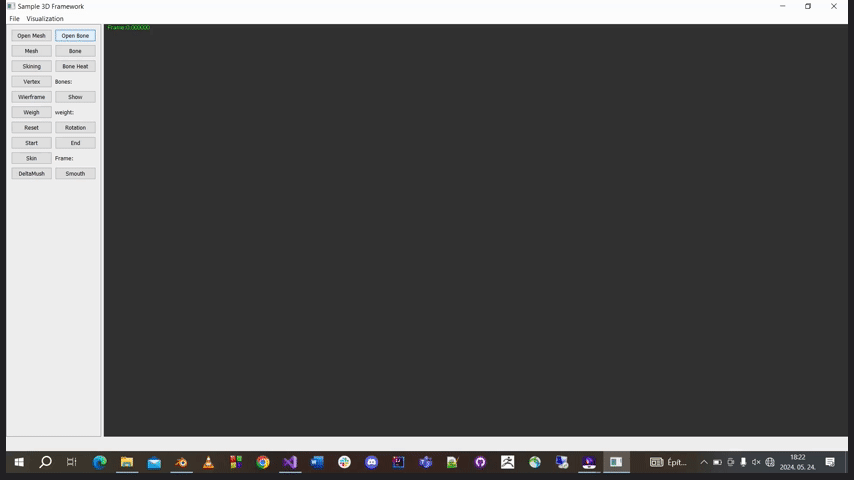 Sample 3D Framework
File Visualization
Open Mesh Open Bone
Frame:0.000000
Mesh Bone
Skining Bone Heat
Vertex Bones:
Wierframe Show
Weigh weight:
Reset Rotation
Start End
Skin Frame:
DeltaMush Smouth
Épít...
18:22
2024. 05. 24.